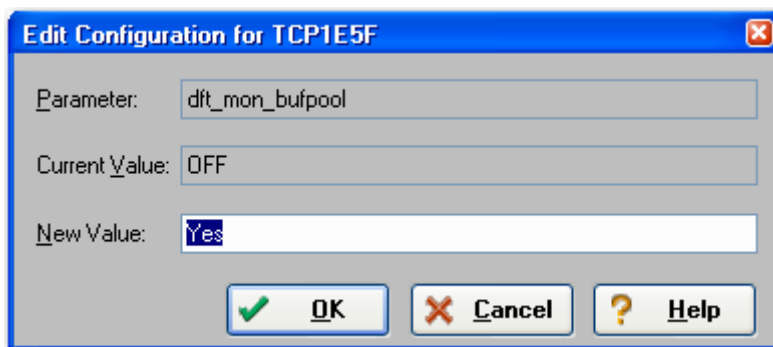 Edit Configuration for TCP1E5F
Parameter: dft_mon_bufpool
Current Value: OFF
New Value: Yes
OK Cancel Help